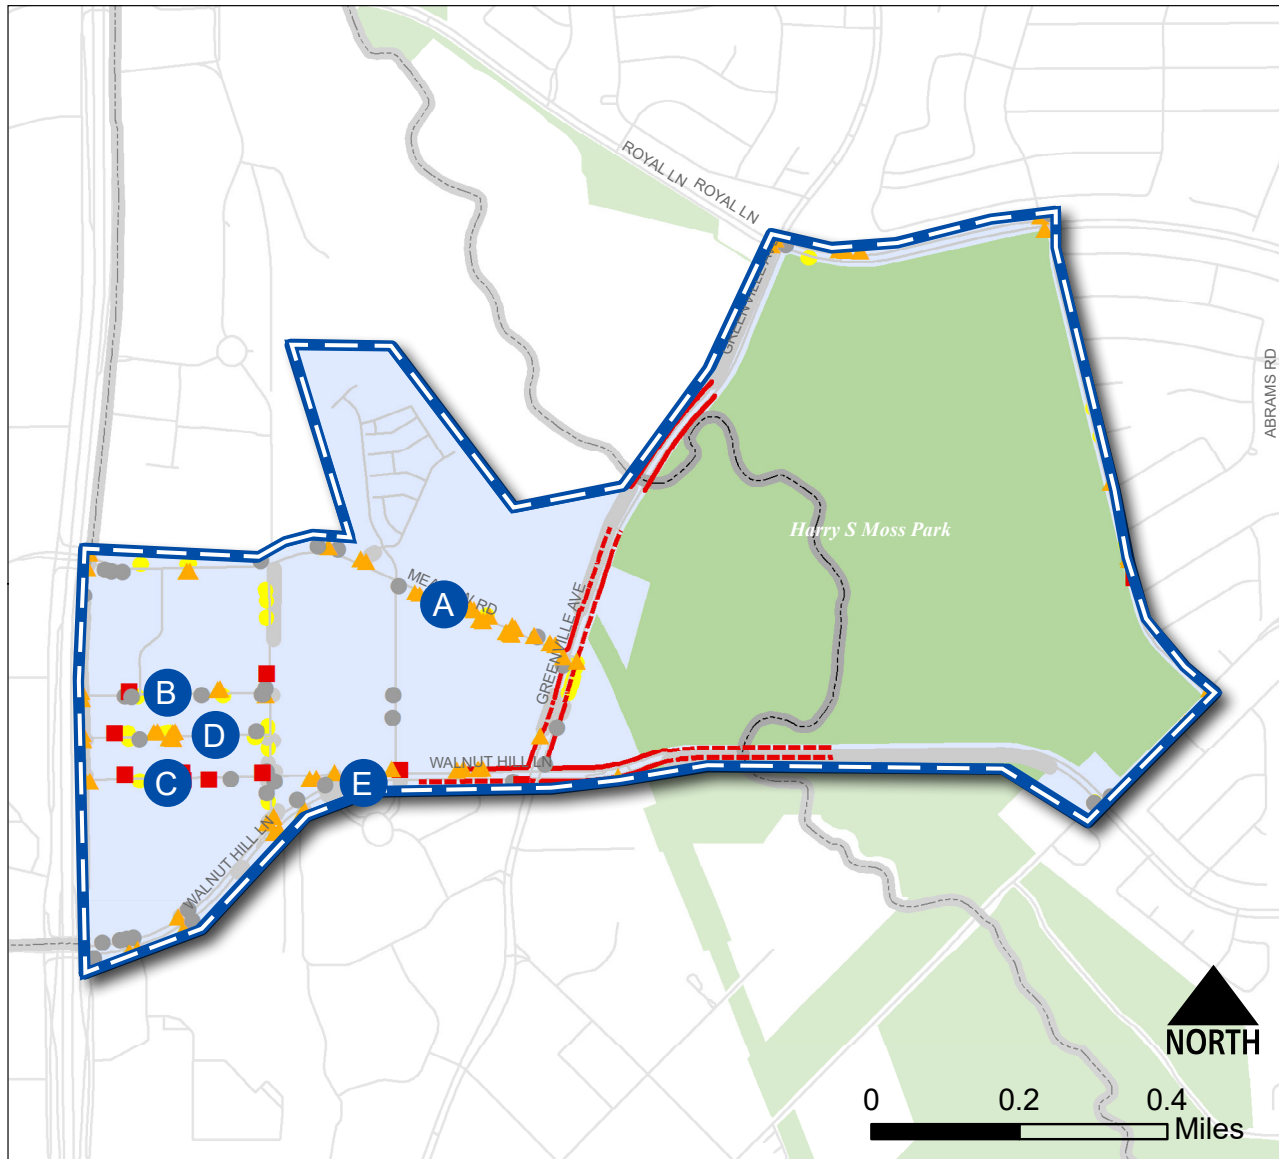 ROYAL LN
ROYAL LN
ABRAMS RD
Harry S Moss Park
A
GREENVILLE AVE
B
D
WALNUT HILL LN
C
E
WALNUT HILL LN
NORTH
0 0.2 0.4
Miles